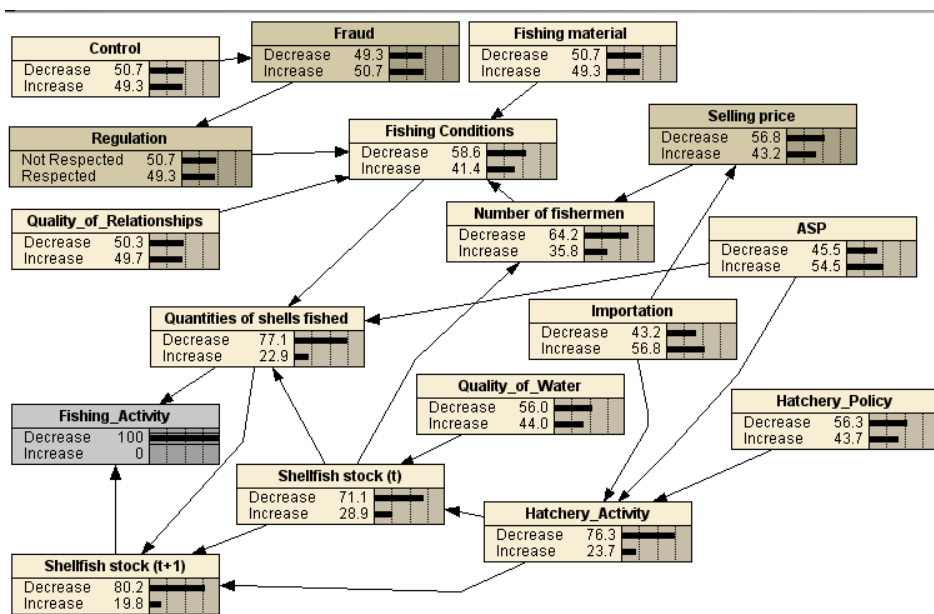 Control
Decrease 50.7
Increase 49.3
Fraud
Decrease 49.3
Increase 50.7
Fishing material
Decrease 50.7
Increase 49.3
Regulation
Not Respected 50.7
Respected 49.3
Fishing Conditions
Decrease 58.6
Increase 41.4
Selling price
Decrease 56.8
Increase 43.2
Quality_of_Relationships
Decrease 50.3
Increase 49.7
Number of fishermen
Decrease 64.2
Increase 35.8
ASP
Decrease 45.5
Increase 54.5
Quantities of shells fished
Decrease 77.1
Increase 22.9
Importation
Decrease 43.2
Increase 56.8
Fishing_Activity
Decrease 100
Increase 0
Quality_of_Water
Decrease 56.0
Increase 44.0
Hatchery_Policy
Decrease 56.3
Increase 43.7
Shellfish stock (t)
Decrease 71.1
Increase 28.9
Hatchery_Activity
Decrease 76.3
Increase 23.7
Shellfish stock (t+1)
Decrease 80.2
Increase 19.8